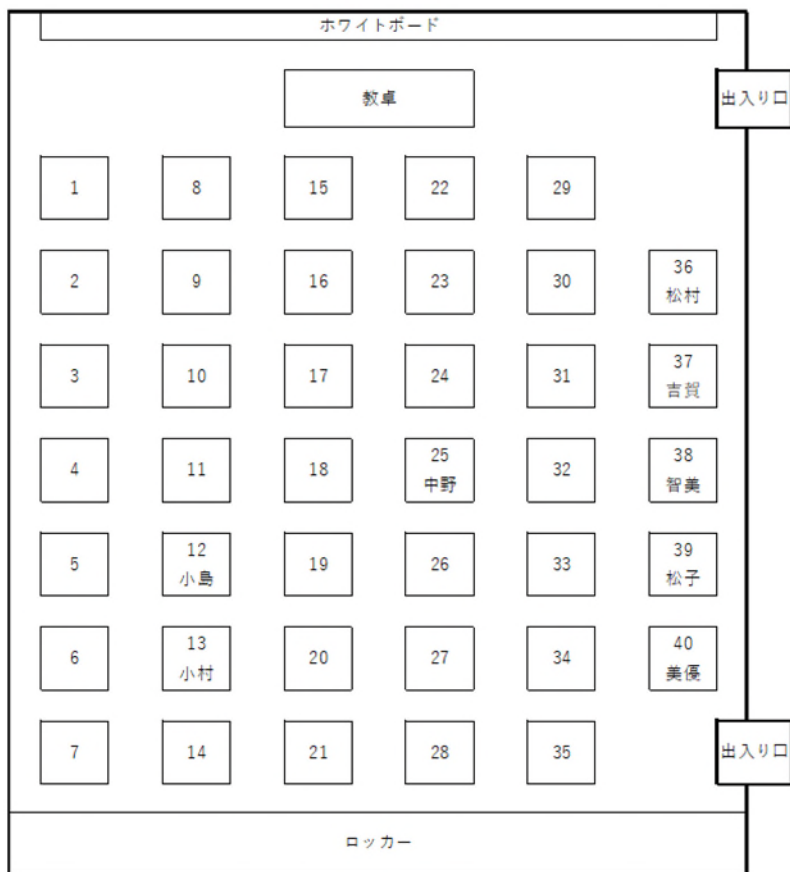 ホワイトボード
教卓
出入り口
1 8 15 22 29
2 9 16 23 30 36
松村
3 10 17 24 31 37
吉賀
4 11 18 25 32 38
中野 智美
5 12 19 26 33 39
小島 松子
6 13 20 27 34 40
小村 美優
7 14 21 28 35
出入り口
ロッカー